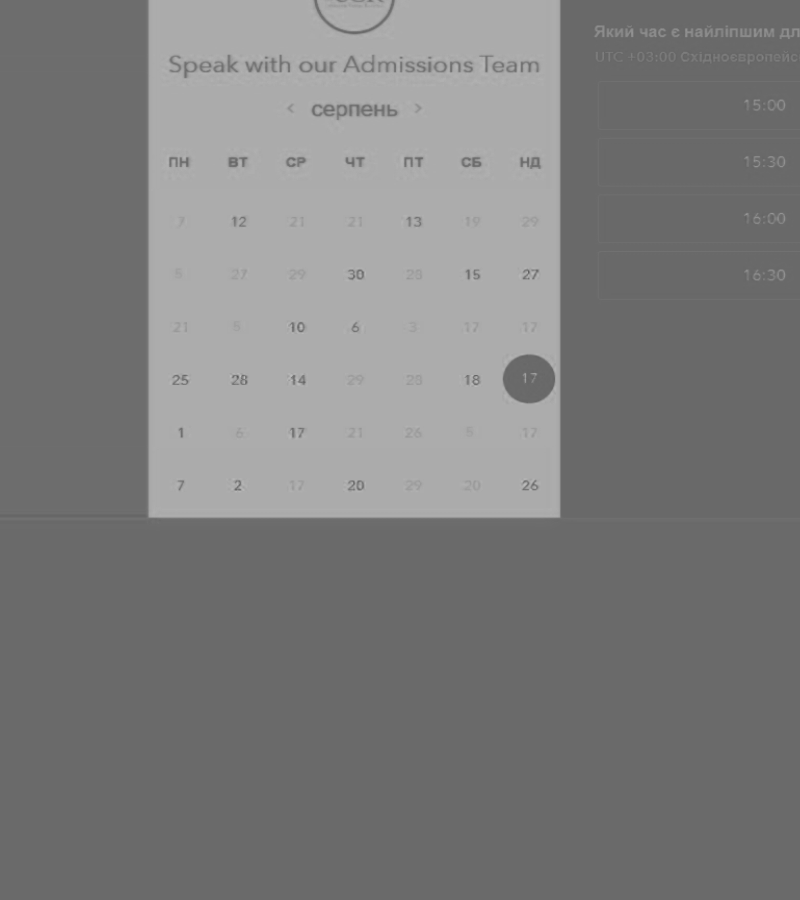 Speak with our Admissions Team
< серпень >
ПН ВТ СР ЧТ ПТ СБ НД
7 12 21 21 13 19 29
5 27 29 30 28 15 27
21 5 10 6 3 17 17
25 28 14 29 28 18 17
1 6 17 21 26 5 17
7 2 17 20 29 20 26
Який час є найліпшим дл
UTC +03:00 Східноєвропейс
15:00
15:30
16:00
16:30